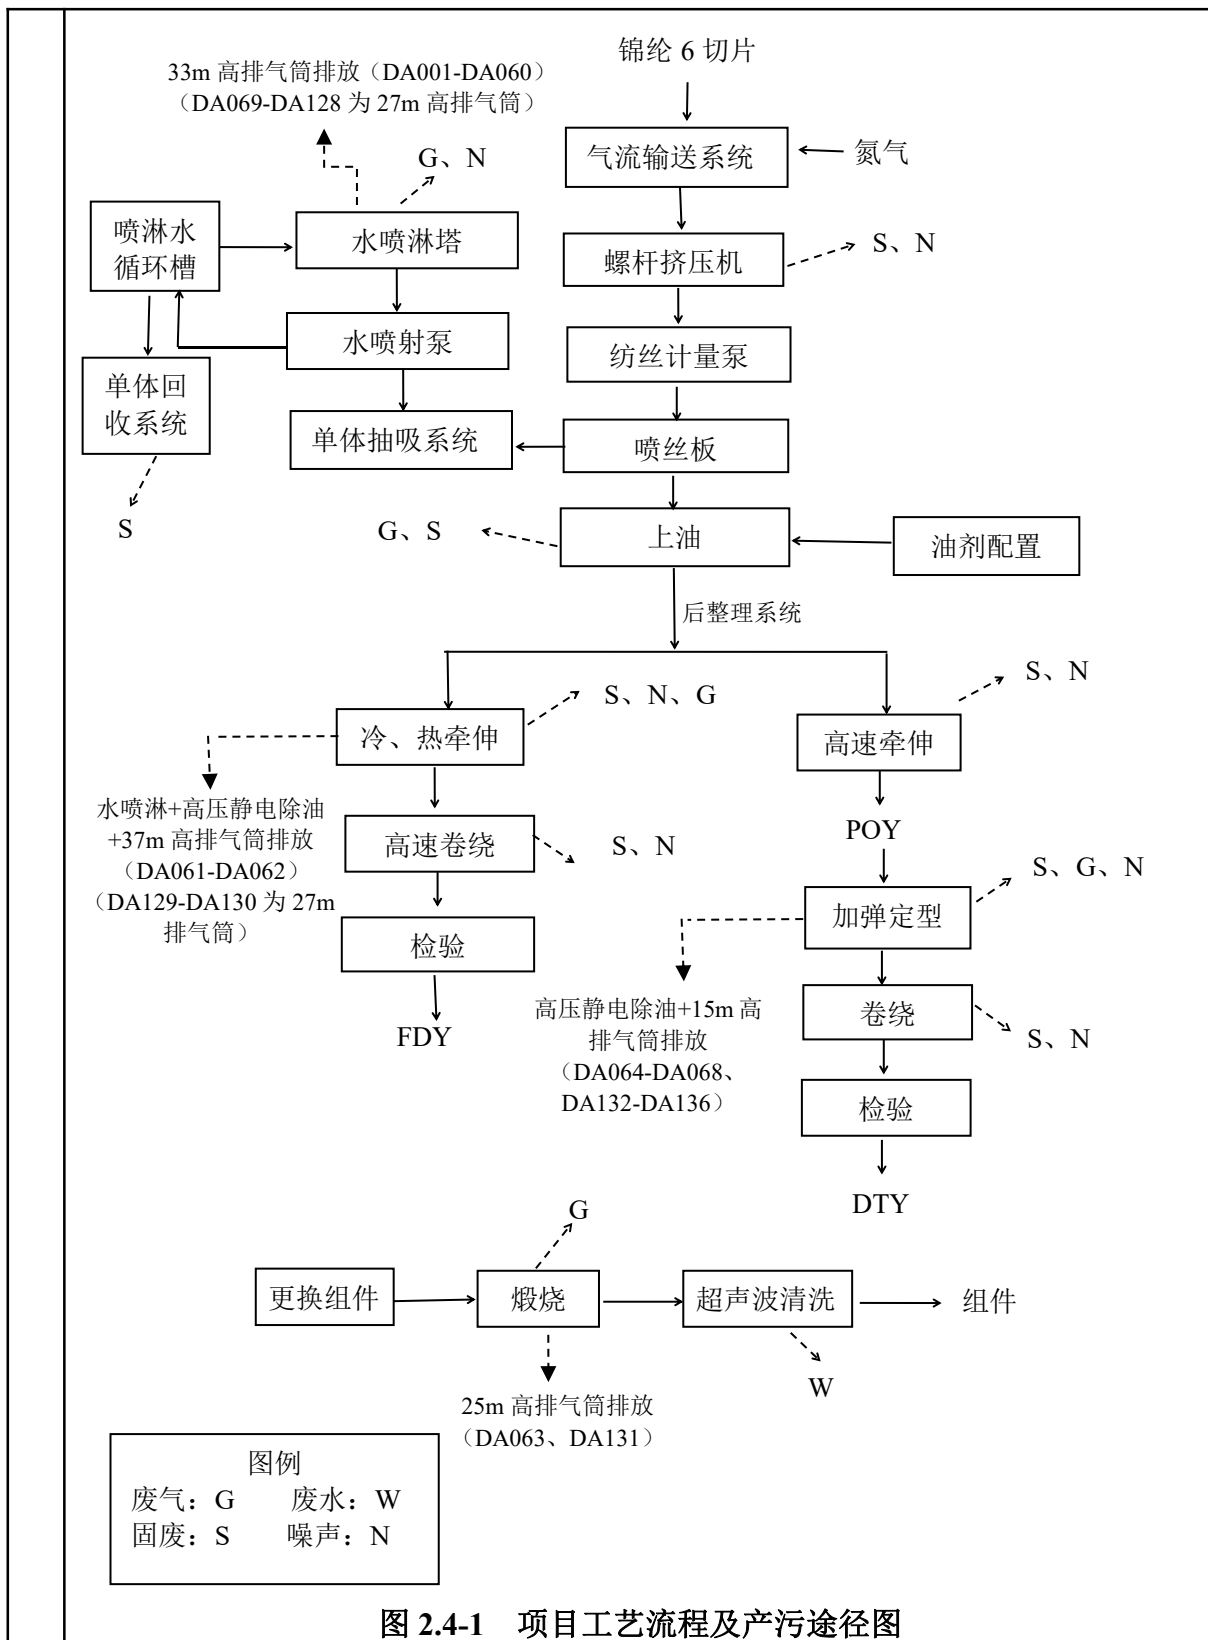 锦纶 6 切片
33m 高排气筒排放（DA001-DA060）
（DA069-DA128 为 27m 高排气筒）
气流输送系统
氮气
G、N
喷淋水
循环槽
水喷淋塔
螺杆挤压机
S、N
水喷射泵
纺丝计量泵
单体回
收系统
单体抽吸系统
喷丝板
S
G、S
上油
油剂配置
后整理系统
S、N
S、N、G
冷、热牵伸
高速牵伸
水喷淋+高压静电除油
+37m 高排气筒排放
（DA061-DA062）
（DA129-DA130 为 27m
排气筒）
高速卷绕
S、N
POY
S、G、N
加弹定型
检验
高压静电除油+15m 高
排气筒排放
（DA064-DA068、
DA132-DA136）
卷绕
S、N
FDY
检验
DTY
G
更换组件
煅烧
超声波清洗
组件
W
25m 高排气筒排放
（DA063、DA131）
图例
废气：G 废水：W
固废：S 噪声：N
图 2.4-1 项目工艺流程及产污途径图